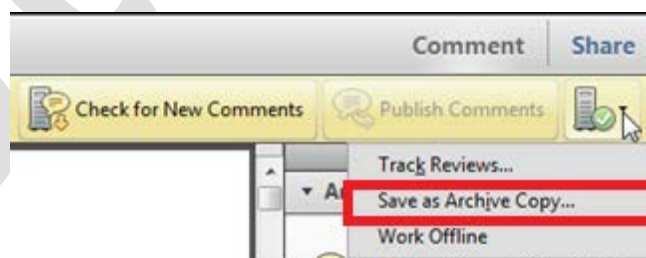 Comment Share
Check for New Comments Publish Comments
Track Reviews...
Save as Archive Copy...
Work Offline